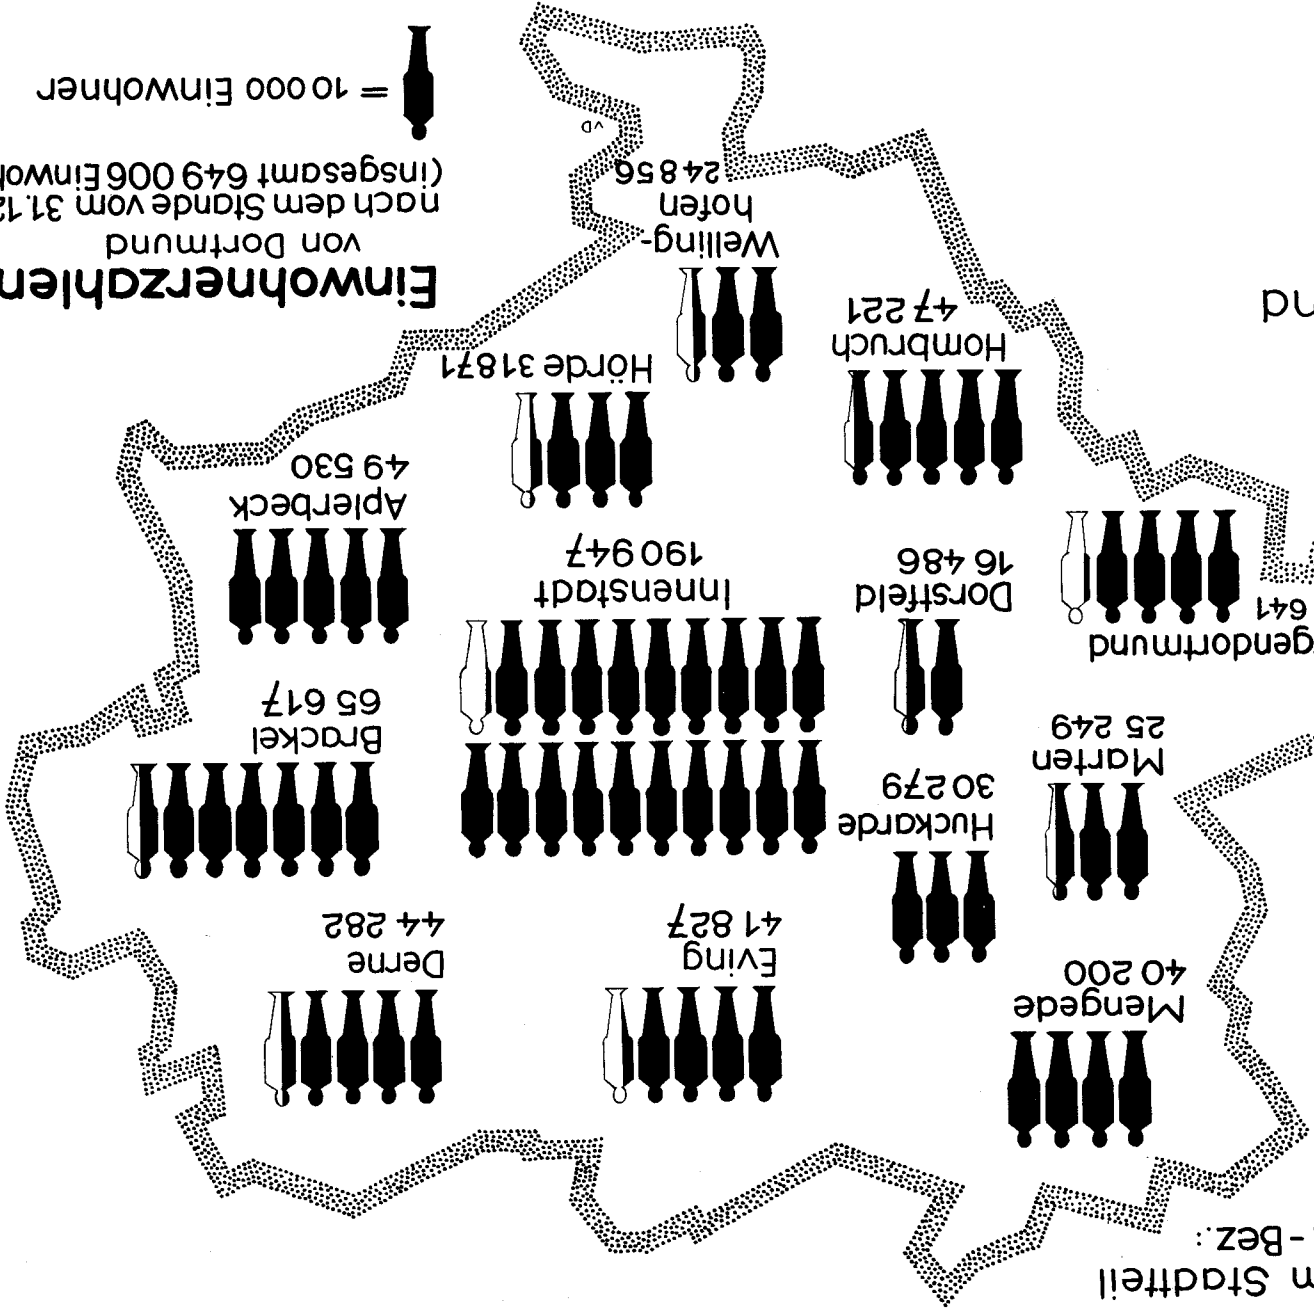 n Stadtteil
- Bez.:
Mengede
40 200
Eving
41 827
Derne
44 282
Huckarde
30 279
Marten
25 249
Brackel
65 617
gendortmund
641
Dorstfeld
16 486
Innenstadt
190 947
Aplerbeck
49 530
Hombruch
47 221
Hörde 31 871
nd
Welling-
hofen
24 856
Einwohnerzahlen
von Dortmund
nach dem Stande vom 31.12
(insgesamt 649 006 Einwoh
VD
= 10 000 Einwohner